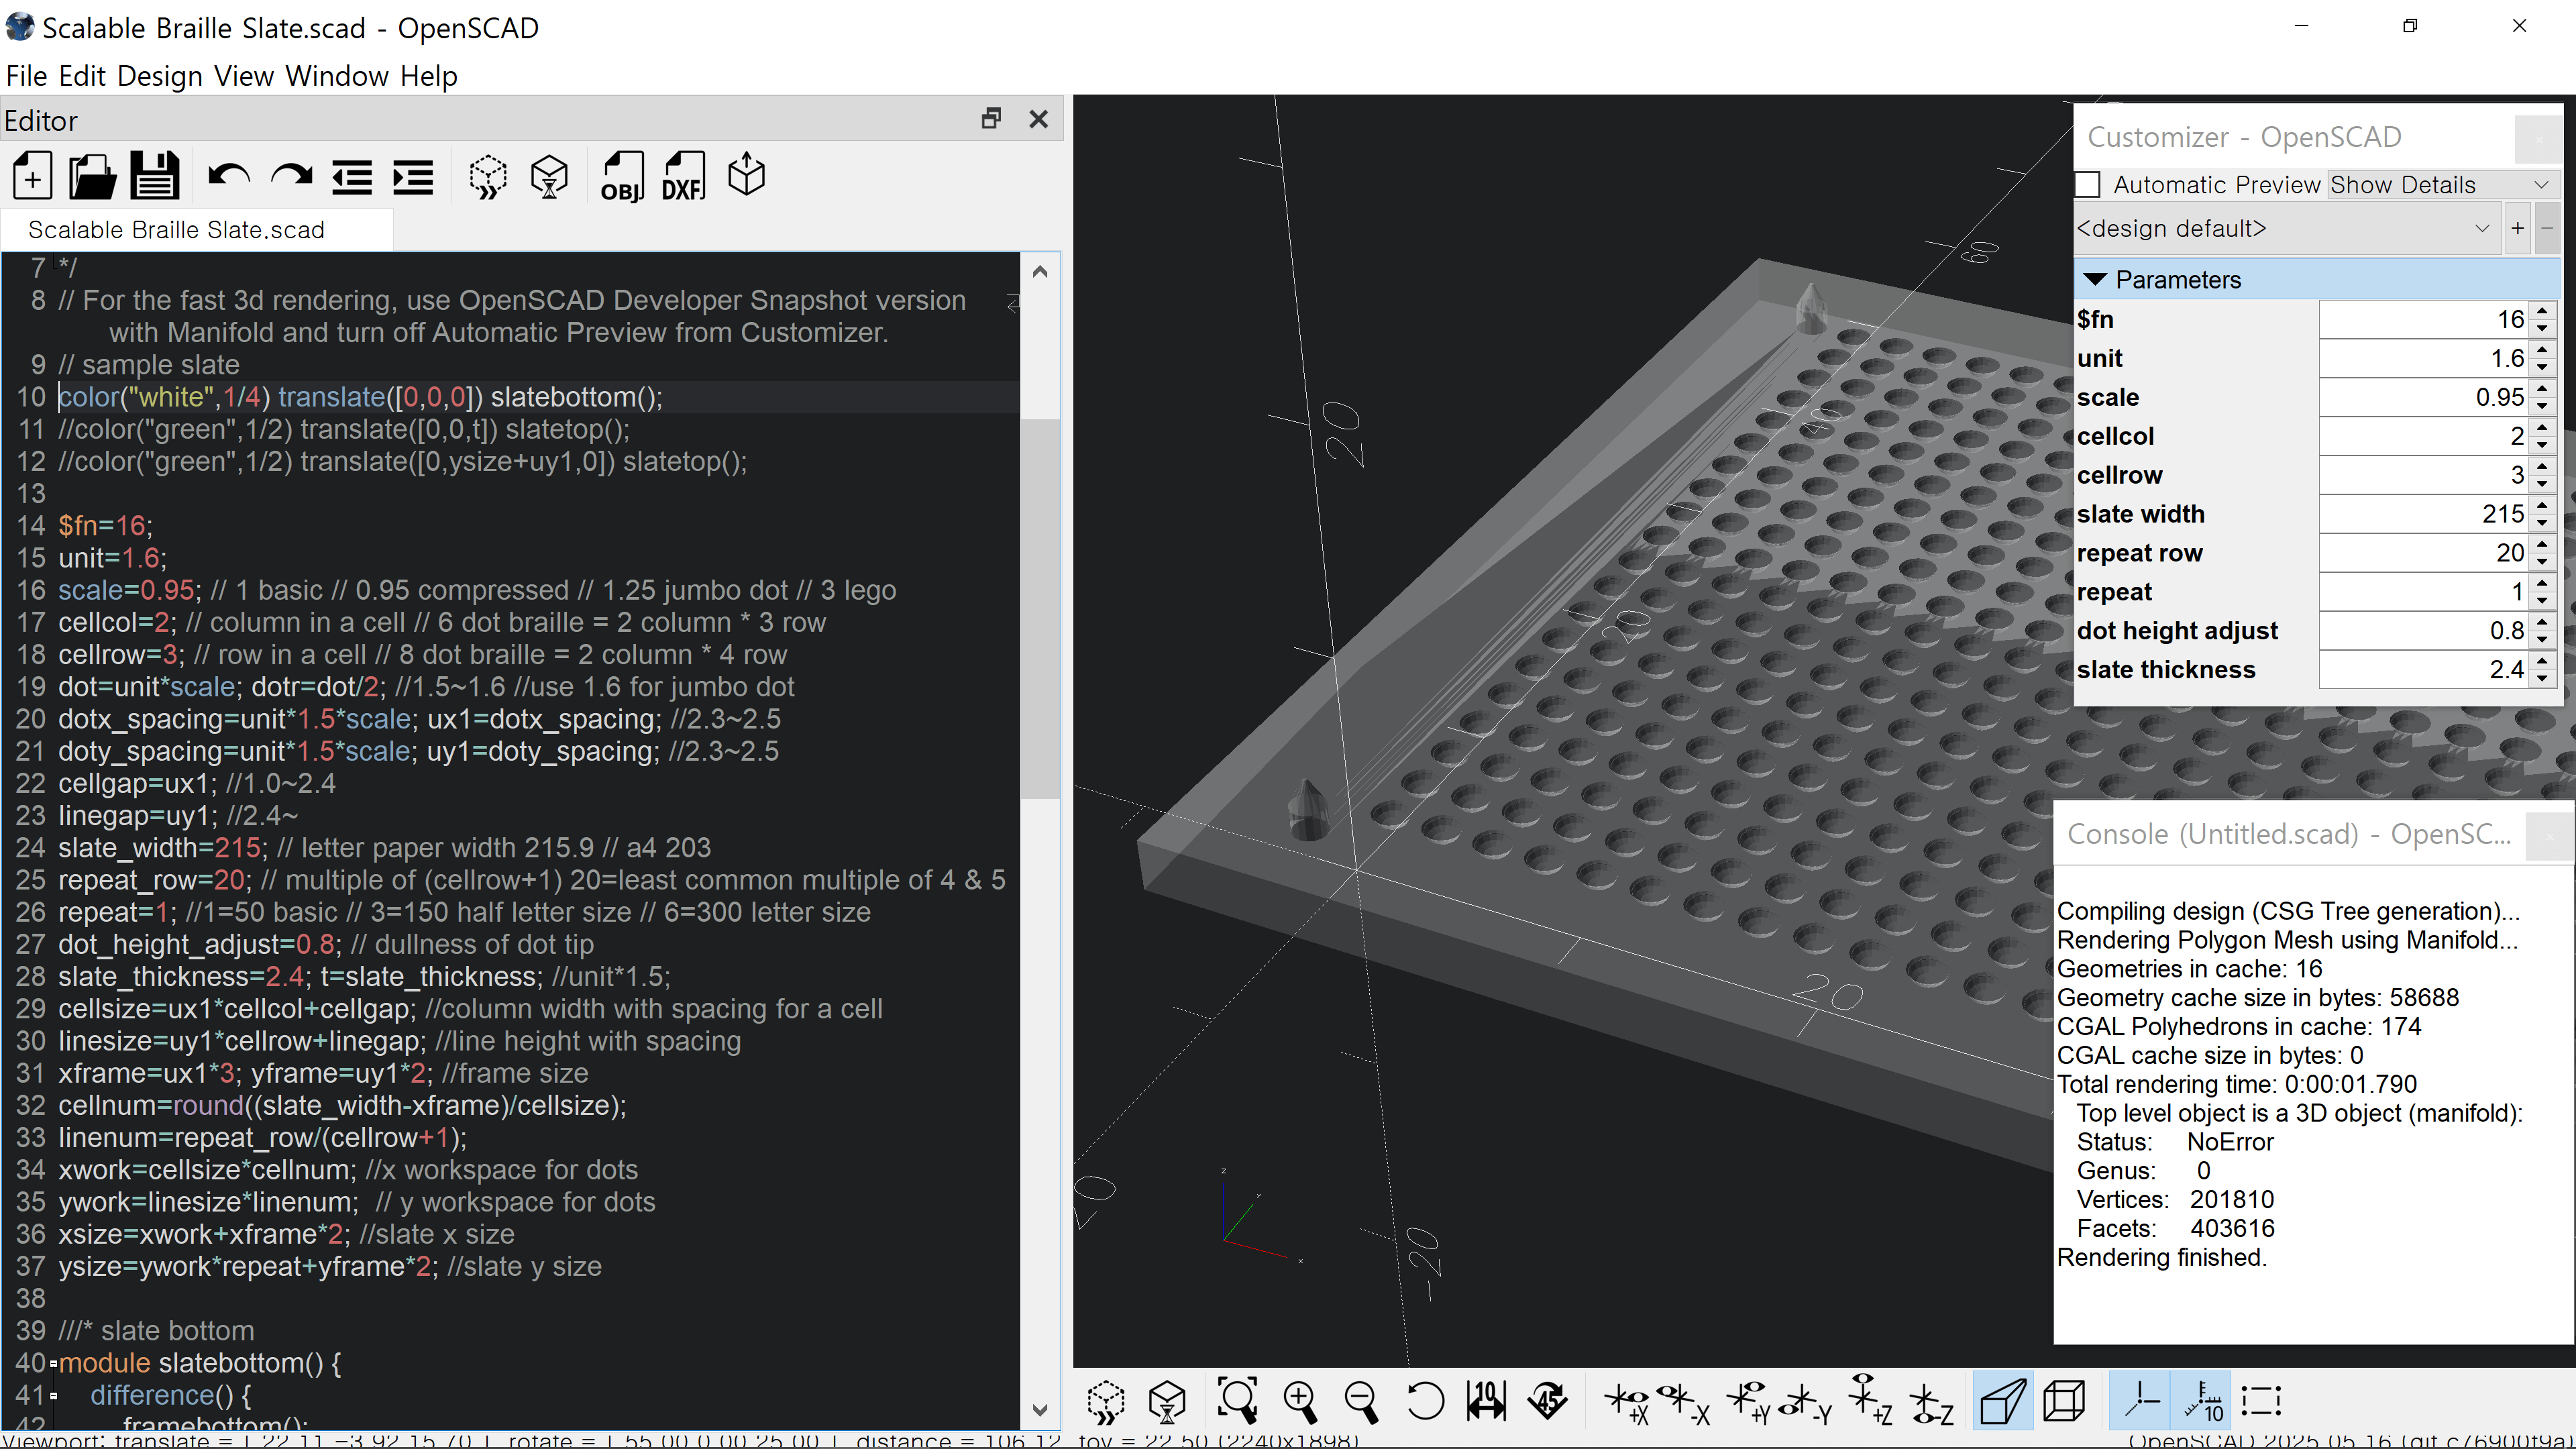 Scalable Braille Slate.scad - OpenSCAD
File Edit Design View Window Help
Editor
OBJ
DXF
Scalable Braille Slate.scad
7 */
8 // For the fast 3d rendering, use OpenSCAD Developer Snapshot version
with Manifold and turn off Automatic Preview from Customizer.
9 // sample slate
10 color("white",1/4) translate([0,0,0]) slatebottom();
11 //color("green",1/2) translate([0,0,t]) slatetop();
12 //color("green",1/2) translate([0,ysize+uy1,0]) slatetop();
13
14 $fn=16;
15 unit=1.6;
16 scale=0.95; // 1 basic // 0.95 compressed // 1.25 jumbo dot // 3 lego
17 cellcol=2; // column in a cell // 6 dot braille = 2 column * 3 row
18 cellrow=3; // row in a cell // 8 dot braille = 2 column * 4 row
19 dot=unit*scale; dotr=dot/2; //1.5~1.6 //use 1.6 for jumbo dot
20 dotx_spacing=unit*1.5*scale; ux1=dotx_spacing; //2.3~2.5
21 doty_spacing=unit*1.5*scale; uy1=doty_spacing; //2.3~2.5
22 cellgap=ux1; //1.0~2.4
23 linegap=uy1; //2.4~
24 slate_width=215; // letter paper width 215.9 // a4 203
25 repeat_row=20; // multiple of (cellrow+1) 20=least common multiple of 4 & 5
26 repeat=1; //1=50 basic // 3=150 half letter size // 6=300 letter size
27 dot_height_adjust=0.8; // dullness of dot tip
28 slate_thickness=2.4; t=slate_thickness; //unit*1.5;
29 cellsize=ux1*cellcol+cellgap; //column width with spacing for a cell
30 linesize=uy1*cellrow+linegap; //line height with spacing
31 xframe=ux1*3; yframe=uy1*2; //frame size
32 cellnum=round((slate_width-xframe)/cellsize);
33 linenum=repeat_row/(cellrow+1);
34 xwork=cellsize*cellnum; //x workspace for dots
35 ywork=linesize*linenum;  // y workspace for dots
36 xsize=xwork+xframe*2; //slate x size
37 ysize=ywork*repeat+yframe*2; //slate y size
38
39 ///* slate bottom
40 module slatebottom() {
41 difference() {
42 framebottom();
20
60
40
20
20
-20
z
y
x
Customizer - OpenSCAD
Automatic Preview Show Details
<design default>
Parameters
$fn 16
unit 1.6
scale 0.95
cellcol 2
cellrow 3
slate width 215
repeat row 20
repeat 1
dot height adjust 0.8
slate thickness 2.4
Console (Untitled.scad) - OpenSC...
Compiling design (CSG Tree generation)...
Rendering Polygon Mesh using Manifold...
Geometries in cache: 16
Geometry cache size in bytes: 58688
CGAL Polyhedrons in cache: 174
CGAL cache size in bytes: 0
Total rendering time: 0:00:01.790
Top level object is a 3D object (manifold):
Status: NoError
Genus: 0
Vertices: 201810
Facets: 403616
Rendering finished.
10 45 +X -X +Y -Y +Z -Z 10
Viewport: translate = [ 22.11 -3.92 15.70 ], rotate = [ 55.00 0.00 25.00 ], distance = 106.12, fov = 22.50 (2240x1898)
OpenSCAD 2025.05.16 (git c76900f9a)